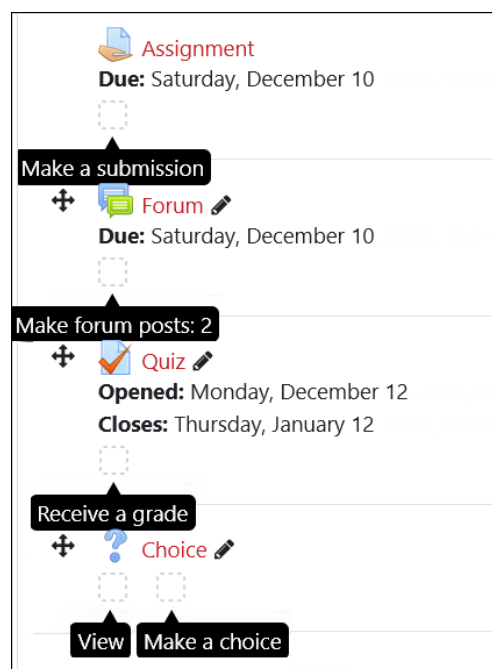 Assignment
Due: Saturday, December 10
Make a submission
Forum
Due: Saturday, December 10
Make forum posts: 2
Quiz
Opened: Monday, December 12
Closes: Thursday, January 12
Receive a grade
Choice
View Make a choice